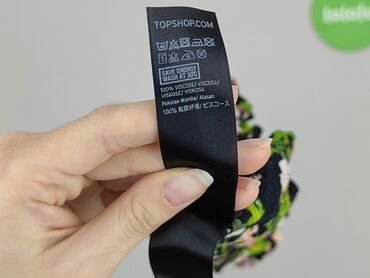 TOPSHOP.COM
SAVE ENERGY
WASH AT 30°C
100% VISCOSE/ VISCOSA/
VISKOSE/ VISKOSA
Pakaian Wanita/ Atasan
100% 粘胶纤维/ ビスコース
lalafo